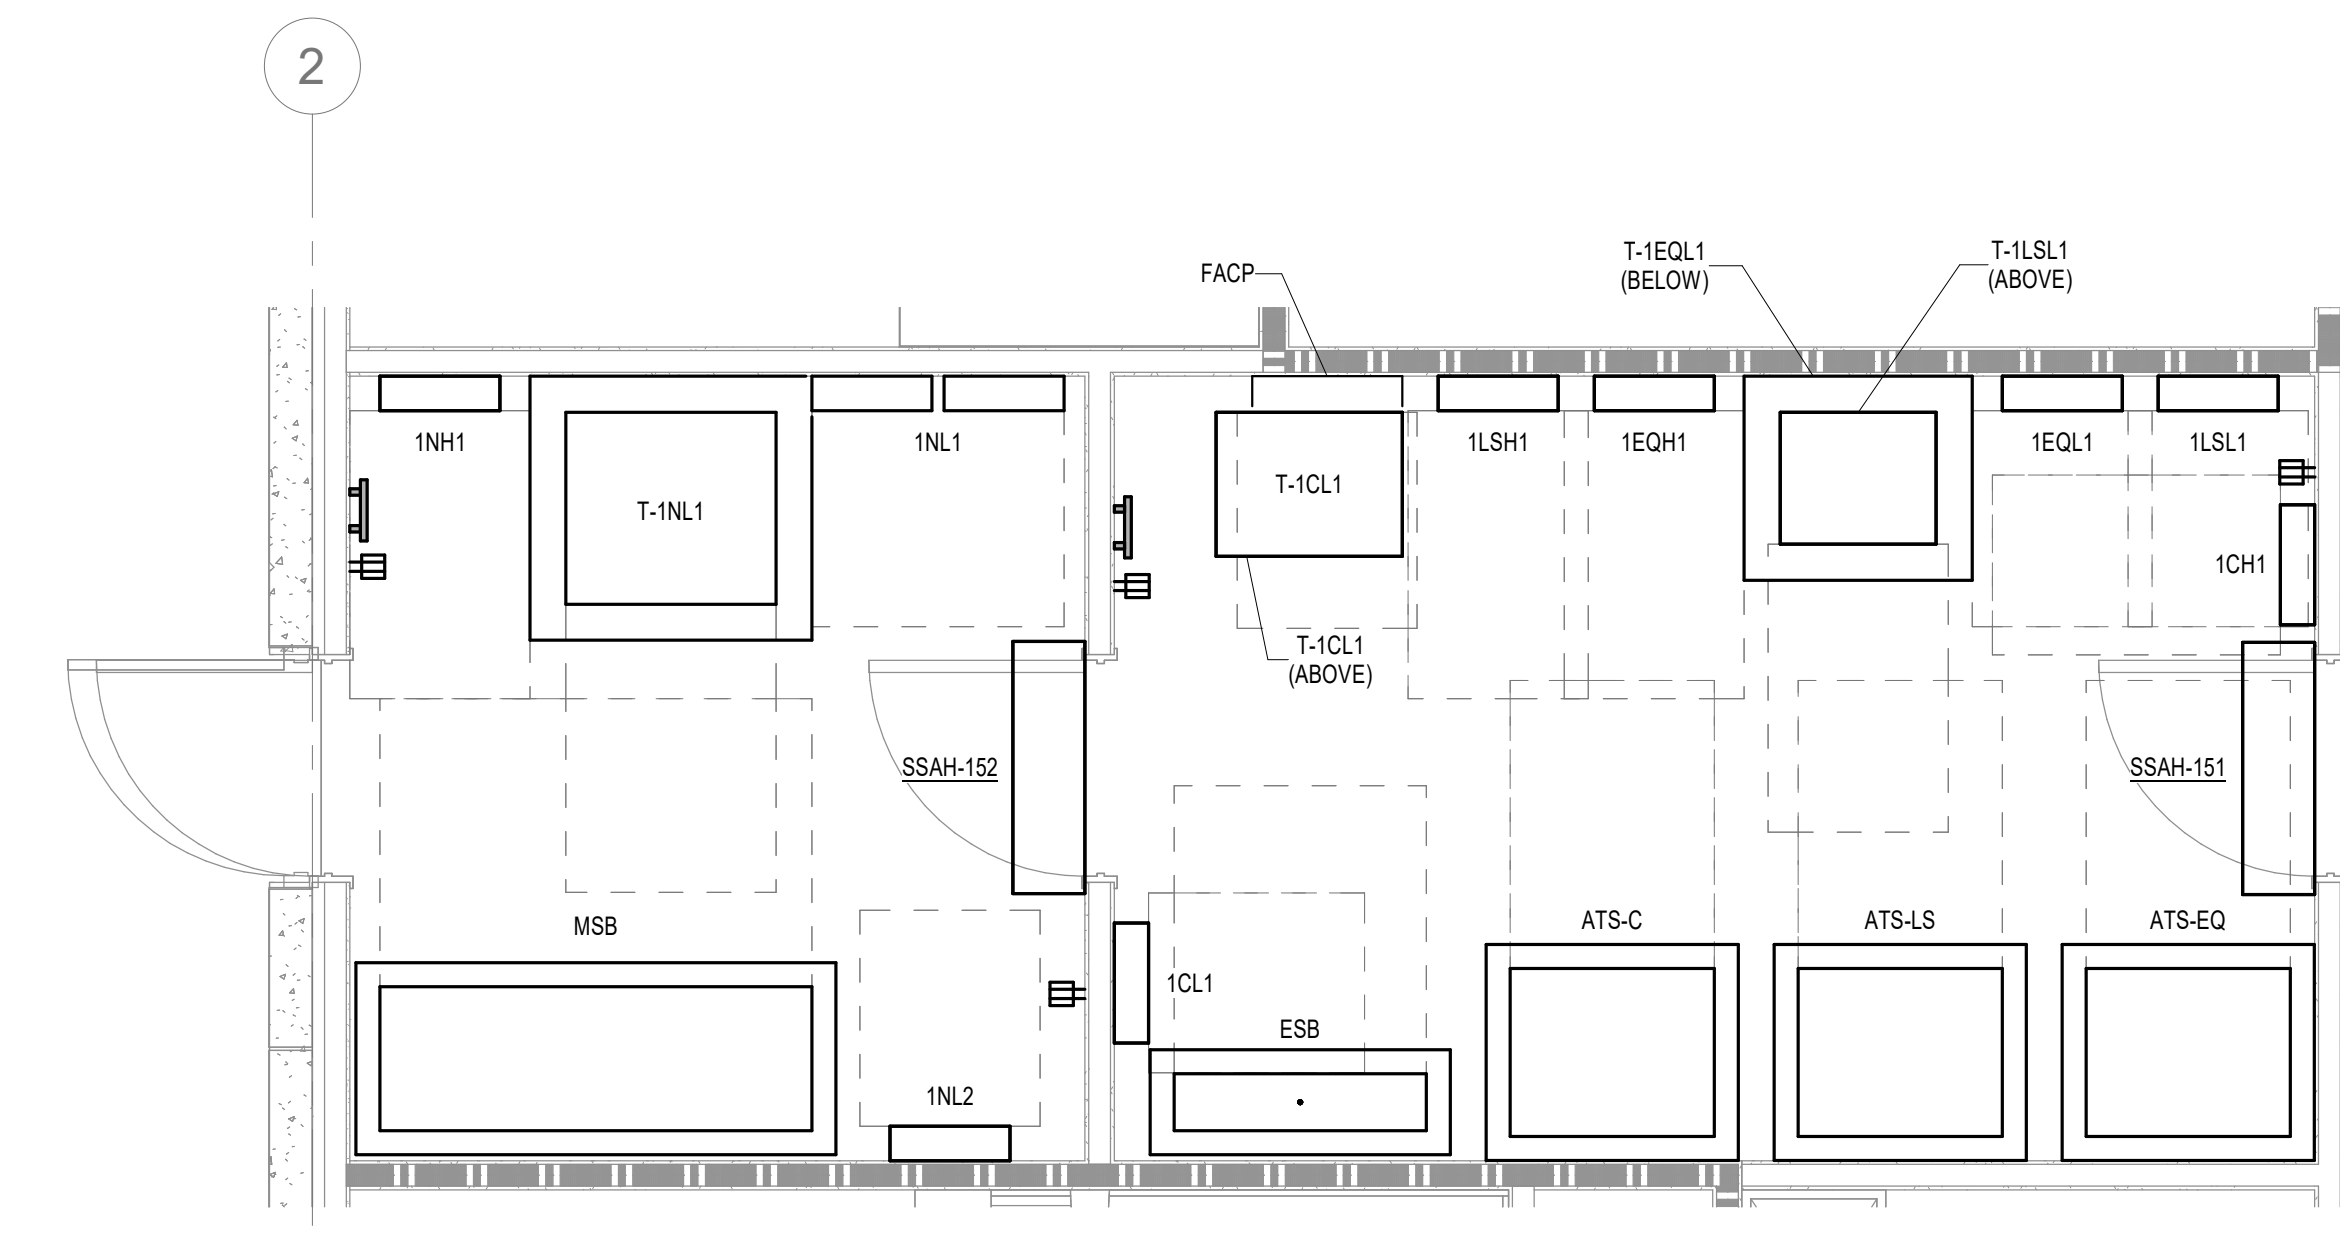 2
T-1EQL1
(BELOW)
T-1LSL1
(ABOVE)
FACP
1NH1
1NL1
1LSH1
1EQH1
1EQL1
1LSL1
T-1NL1
T-1CL1
1CH1
T-1CL1
(ABOVE)
SSAH-152
SSAH-151
MSB
ATS-C
ATS-LS
ATS-EQ
1CL1
ESB
1NL2